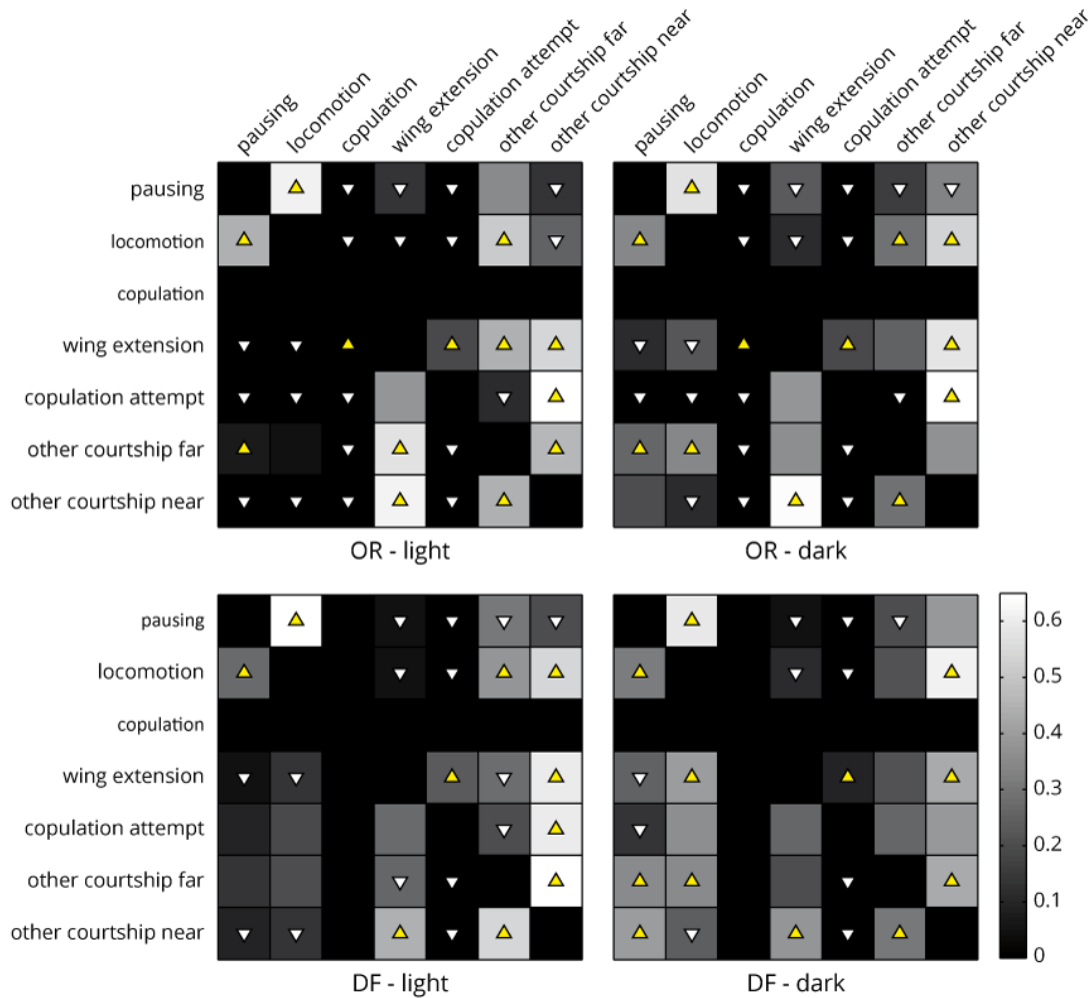 pausing
locomotion
copulation
wing extension
copulation attempt
other courtship far
other courtship near
pausing
locomotion
copulation
wing extension
copulation attempt
other courtship far
other courtship near
pausing
locomotion
copulation
wing extension
copulation attempt
other courtship far
other courtship near
OR - light
OR - dark
pausing
locomotion
copulation
wing extension
copulation attempt
other courtship far
other courtship near
DF - light
DF - dark
0.6
0.5
0.4
0.3
0.2
0.1
0